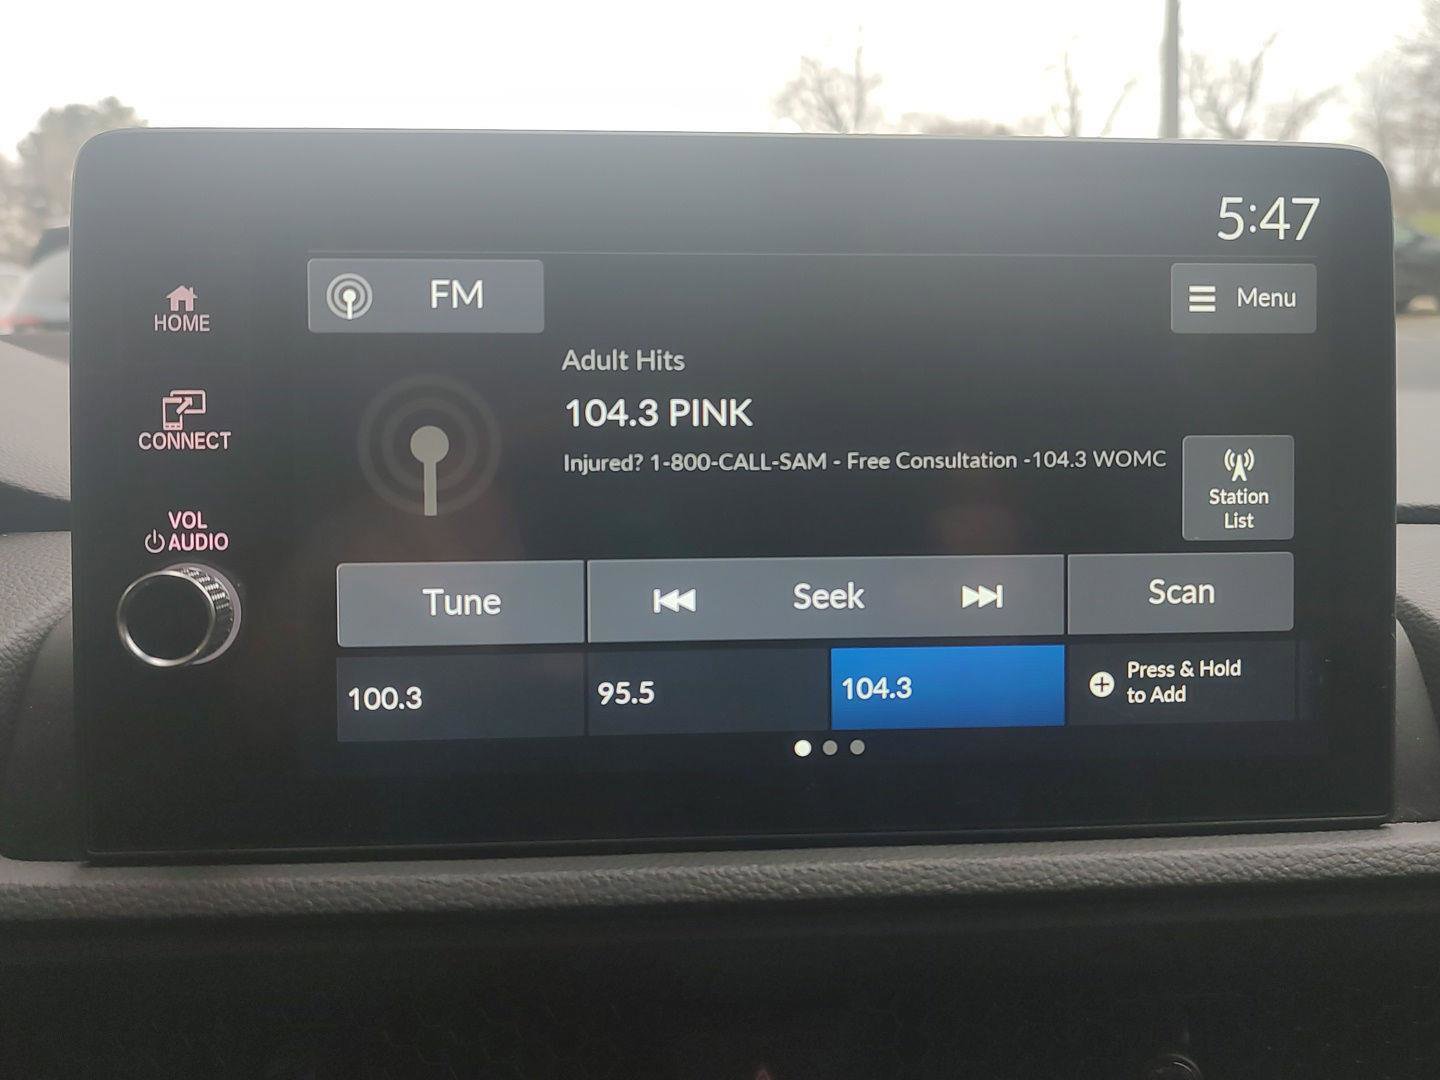 5:47
HOME
FM
Menu
Adult Hits
104.3 PINK
Injured? 1-800-CALL-SAM - Free Consultation -104.3 WOMC
CONNECT
Station
List
VOL
AUDIO
Tune
Seek
Scan
100.3
95.5
104.3
Press & Hold
to Add